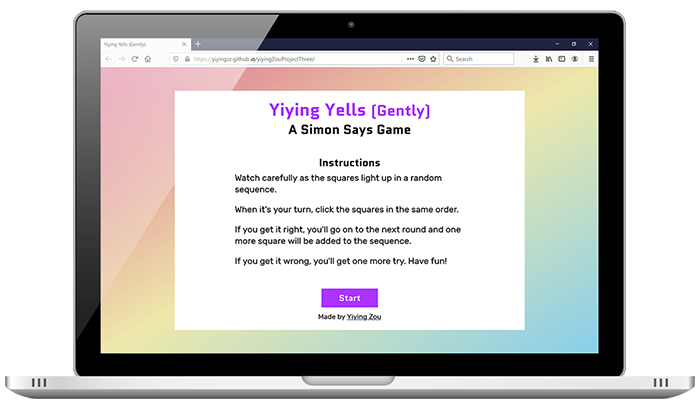 Yiying Yells (Gently)
https://yiyingzz.github.io/yiyingZouProjectThree/
Search
Yiying Yells (Gently)
A Simon Says Game
Instructions
Watch carefully as the squares light up in a random
sequence.
When it's your turn, click the squares in the same order.
If you get it right, you'll go on to the next round and one
more square will be added to the sequence.
If you get it wrong, you'll get one more try. Have fun!
Start
Made by Yiying Zou